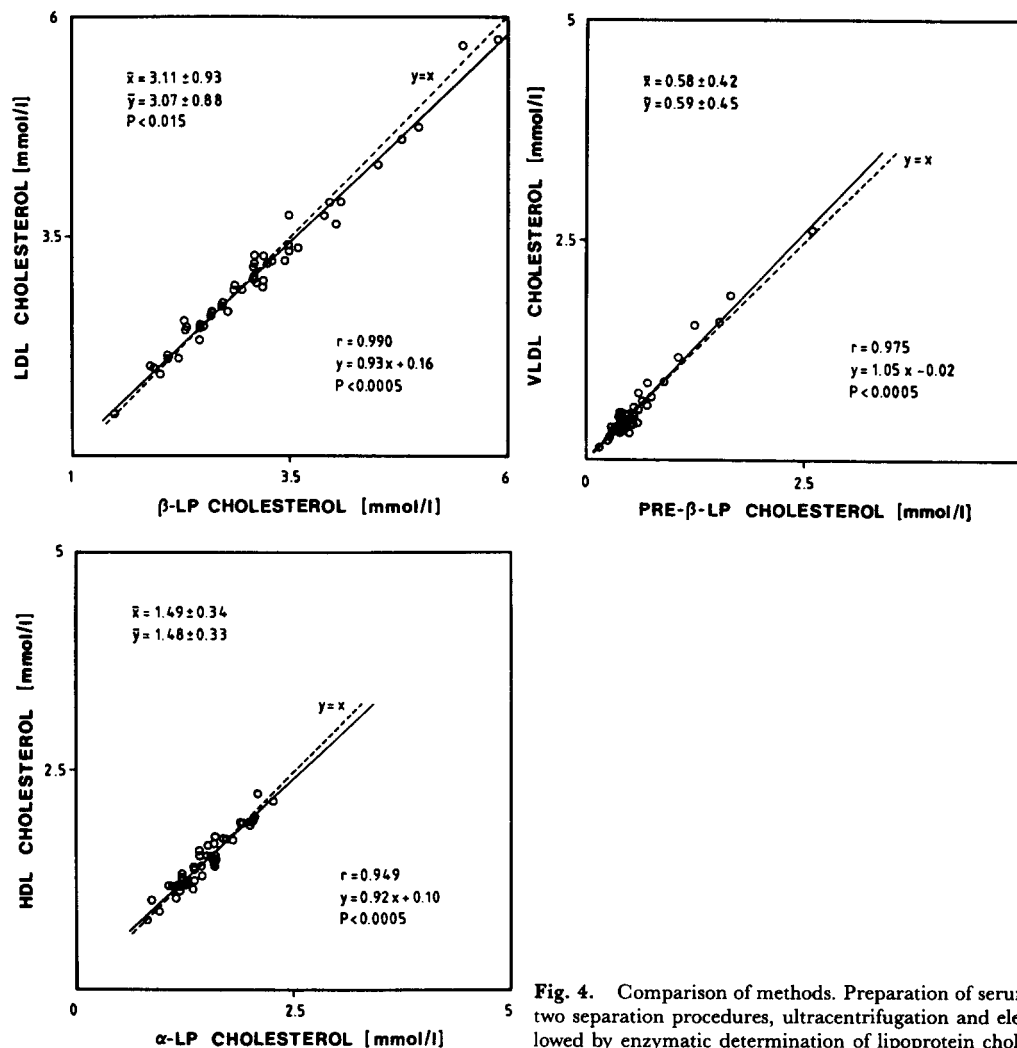 6
x̄ = 3.11 ± 0.93
ȳ = 3.07 ± 0.88
P < 0.015
y = x
LDL CHOLESTEROL [mmol/l]
3.5
r = 0.990
y = 0.93 x + 0.16
P < 0.0005
1
3.5
6
β-LP CHOLESTEROL [mmol/l]
5
x̄ = 0.58 ± 0.42
ȳ = 0.59 ± 0.45
y = x
VLDL CHOLESTEROL [mmol/l]
2.5
r = 0.975
y = 1.05 x - 0.02
P < 0.0005
0
2.5
PRE-β-LP CHOLESTEROL [mmol/l]
5
x̄ = 1.49 ± 0.34
ȳ = 1.48 ± 0.33
y = x
HDL CHOLESTEROL [mmol/l]
2.5
r = 0.949
y = 0.92 x + 0.10
P < 0.0005
0
2.5
5
α-LP CHOLESTEROL [mmol/l]
Fig. 4. Comparison of methods. Preparation of
two separation procedures, ultracentrifugation and
lowed by enzymatic determination of lipoprotein